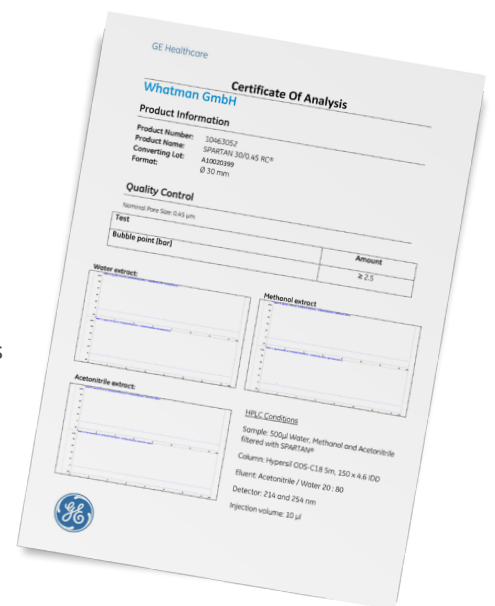 GE Healthcare
Certificate Of Analysis
Whatman GmbH
Product Information
Product Number: 10463052
Product Name: SPARTAN 30/0.45 RC®
Converting Lot: A10020399
Format: Ø 30 mm
Quality Control
Nominal Pore Size: 0.45 µm
Test Amount
Bubble point [bar] ≥ 2.5
Water extract:
Methanol extract
Acetonitrile extract:
HPLC Conditions
Sample: 500µl Water, Methanol and Acetonitrile
filtered with SPARTAN®
Column: Hypersil ODS-C18 5m, 150 x 4.6 IDD
Eluent: Acetonitrile / Water 20 : 80
Detector: 214 and 254 nm
Injection volume: 10 µl
GE
s